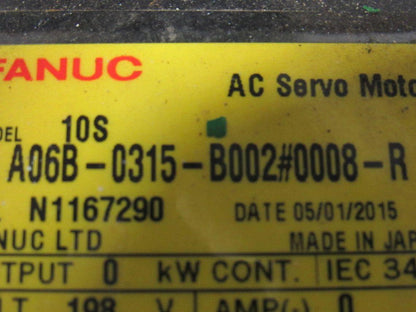 FANUC
AC Servo Moto
DEL 10S
A06B-0315-B002#0008-R
N1167290 DATE 05/01/2015
NUC LTD MADE IN JAP
TPUT 0 kW CONT. IEC 34
LT 198 V AMP(~) 0